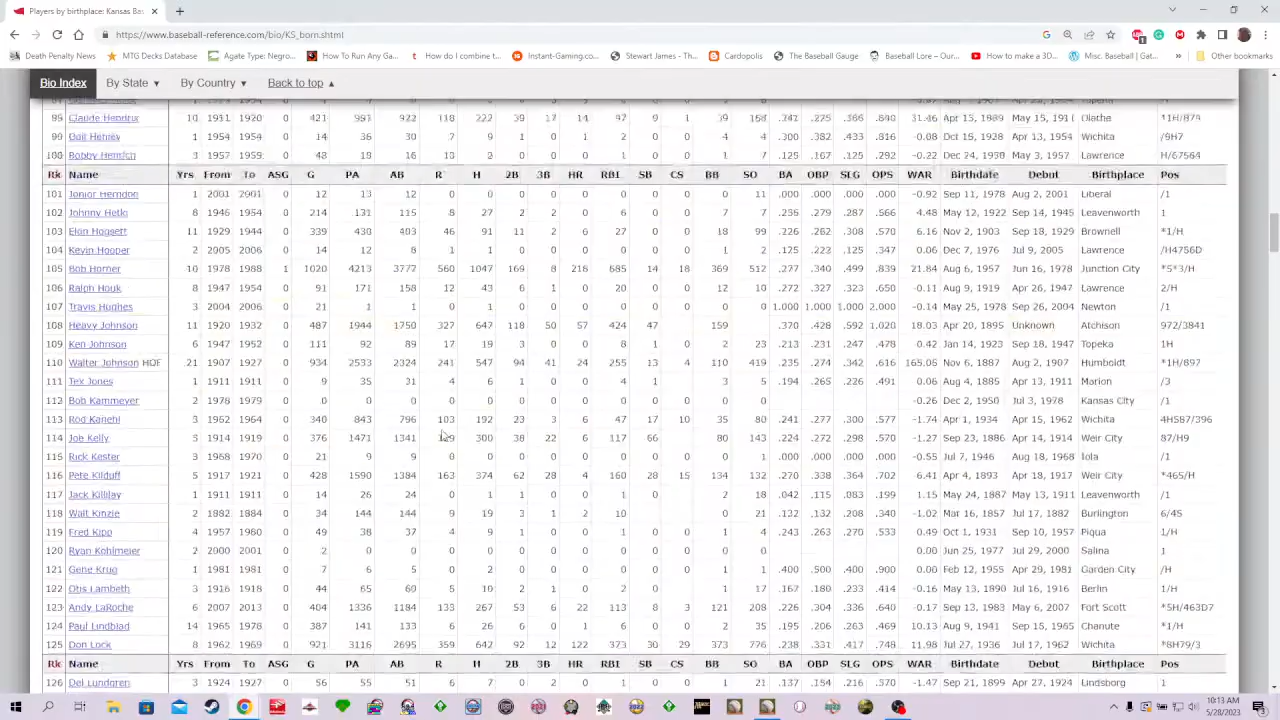 Players by birthplace: Kansas Ba
https://www.baseball-reference.com/bio/KS_born.shtml
Death Penalty News MTG Decks Database Agate Type: Negro... How To Run Any Ga... How do I combine t... Instant-Gaming.co... Stewart James - Th... Cardopolis The Baseball Gauge Baseball Lore – Our... How to make a 3D... Misc. Baseball | Gat... » Other bookmarks
Bio Index By State ▼ By Country ▼ Back to top ▲
Claude Hendrix 10 1911 1920 0 421 922 222 17 14 9 1 39 168 .241 .366 31.46 Apr 13, 1889 May 15, 1911 Olathe *1H/874
99 Gail Henley 1 1954 1954 0 14 36 30 7 9 1 1 2 0 0 4 4 .300 .382 .433 .816 -0.08 Oct 15, 1928 Apr 13, 1954 Wichita /9H7
100 3 1957 0 48 16 2 0 0 1 0 0 1 7 .125 .167 .125 .292 -0.22 May 3, 1957 Lawrence H/67564
Rk Name Yrs From To ASG G PA AB R H 2B 3B HR RBI SB CS BB SO BA OBP SLG OPS WAR Birthdate Debut Birthplace Pos
101 Junior Herndon 1 2001 2001 0 12 13 12 0 0 0 0 0 0 0 0 0 11 .000 .000 .000 .000 -0.92 Sep 11, 1978 Aug 2, 2001 Liberal /1
102 Johnny Hetki 8 1946 1954 0 214 131 115 8 27 2 0 6 0 0 7 7 .235 .279 .287 .566 4.48 May 12, 1922 Sep 14, 1945 Leavenworth 1
103 Elon Hogsett 11 1929 1944 0 339 403 46 91 11 2 6 27 0 0 18 99 .226 .262 .308 .570 6.16 Nov 2, 1903 Sep 18, 1929 Brownell *1/H
104 Kevin Hooper 2 2005 2006 0 14 12 8 1 1 0 0 0 0 0 0 1 2 .125 .222 .125 .347 0.06 Dec 7, 1976 Jul 9, 2005 Lawrence /H4756D
105 Bob Horner 10 1978 1988 1 1020 4213 3777 560 1047 169 8 218 685 14 18 369 512 .277 .340 .499 .839 21.84 Aug 6, 1957 Jun 16, 1978 Junction City *5*3/H
106 Ralph Houk 8 1947 1954 0 91 171 158 12 43 6 1 0 20 0 0 12 10 .272 .327 .323 .650 -0.11 Aug 9, 1919 Apr 26, 1947 Lawrence 2/H
107 Travis Hughes 3 2004 2006 0 21 1 1 0 1 0 0 0 0 0 0 0 0 1.000 1.000 1.000 2.000 -0.14 May 25, 1978 Sep 26, 2004 Newton /1
108 Heavy Johnson 11 1920 1932 0 487 1944 1750 327 647 118 50 57 424 47 159 .370 .428 .592 1.020 18.03 Apr 20, 1895 Unknown Atchison 972/3841
109 Ken Johnson 6 1947 1952 0 111 92 89 17 19 3 0 0 8 1 0 2 23 .213 .231 .247 .478 0.42 Jan 14, 1923 Sep 18, 1947 Topeka 1H
110 Walter Johnson HOF 21 1907 1927 0 934 2533 2324 241 547 94 41 24 255 13 4 110 419 .235 .274 .342 .616 165.06 Nov 6, 1887 Aug 2, 1907 Humboldt *1H/897
111 Tex Jones 1 1911 1911 0 9 35 31 4 6 1 0 0 4 1 3 5 .194 .265 .226 .491 0.06 Aug 4, 1885 Apr 13, 1911 Marion /3
112 Bob Kammeyer 2 1978 1979 0 0 0 0 0 0 0 0 0 0 0 0 0 0 -0.26 Dec 2, 1950 Jul 3, 1978 Kansas City 1
113 Rod Kanehl 3 1962 1964 0 340 843 796 103 192 23 3 6 47 17 10 35 80 .241 .277 .300 .577 -1.74 Apr 1, 1934 Apr 15, 1962 Wichita 4H587/396
114 Joe Kelly 5 1914 1919 0 376 1471 1341 300 38 22 6 117 66 80 143 .224 .272 .298 .570 -1.27 Sep 23, 1886 Apr 14, 1914 Weir City 87/H9
115 Rick Kester 3 1968 1970 0 21 9 9 0 0 0 0 0 0 0 0 0 1 .000 .000 .000 .000 -0.55 Jul 7, 1946 Aug 18, 1968 Iola /1
116 Pete Kilduff 5 1917 1921 0 428 1590 1384 163 374 62 28 4 160 28 15 134 132 .270 .338 .364 .702 6.41 Apr 4, 1893 Apr 18, 1917 Weir City *465/H
117 Jack Killilay 1 1911 1911 0 14 26 24 0 1 1 0 0 1 0 2 18 .042 .115 .083 .199 1.15 May 24, 1887 May 13, 1911 Leavenworth /1
118 Walt Kinzie 2 1882 1884 0 34 144 144 9 19 3 1 2 10 0 21 .132 .132 .208 .340 -1.02 Mar 16, 1857 Jul 17, 1882 Burlington 6/4S
119 Fred Kipp 4 1957 1960 0 49 38 37 4 9 1 0 0 1 0 0 1 4 .243 .263 .270 .533 0.49 Oct 1, 1931 Sep 10, 1957 Piqua 1/H
120 Ryan Kohlmeier 2 2000 2001 0 2 0 0 0 0 0 0 0 0 0 0 0 0 0.00 Jun 25, 1977 Jul 29, 2000 Salina 1
121 Gene Krug 1 1981 1981 0 7 6 5 0 2 0 0 0 0 0 0 1 1 .400 .500 .400 .900 0.00 Feb 12, 1955 Apr 29, 1981 Garden City /H
122 Otis Lambeth 3 1916 1918 0 44 65 60 5 10 2 1 0 2 1 1 17 .167 .180 .233 .414 -0.16 May 13, 1890 Jul 16, 1916 Berlin 1
123 Andy LaRoche 6 2007 2013 0 404 1336 1184 133 267 53 6 22 113 8 3 121 208 .226 .304 .336 .640 -0.17 Sep 13, 1983 May 6, 2007 Fort Scott *5H/463D7
124 Paul Lindblad 14 1965 1978 0 387 141 133 6 26 6 0 1 6 0 0 2 35 .195 .206 .263 .469 10.13 Aug 9, 1941 Sep 15, 1965 Chanute *1/H
125 Don Lock 8 1962 1969 0 921 3116 2695 359 642 92 12 122 373 30 29 373 776 .238 .331 .417 .748 11.98 Jul 27, 1936 Jul 17, 1962 Wichita *8H79/3
Rk Name Yrs From To ASG G PA AB R H 2B 3B HR RBI SB CS BB SO BA OBP SLG OPS WAR Birthdate Debut Birthplace Pos
126 Del Lundgren 3 1924 1927 0 56 55 51 6 7 0 2 0 3 0 0 1 21 .137 .154 .216 .370 -1.47 Sep 21, 1899 Apr 27, 1924 Lindsborg 1
10:13 AM
5/28/2023